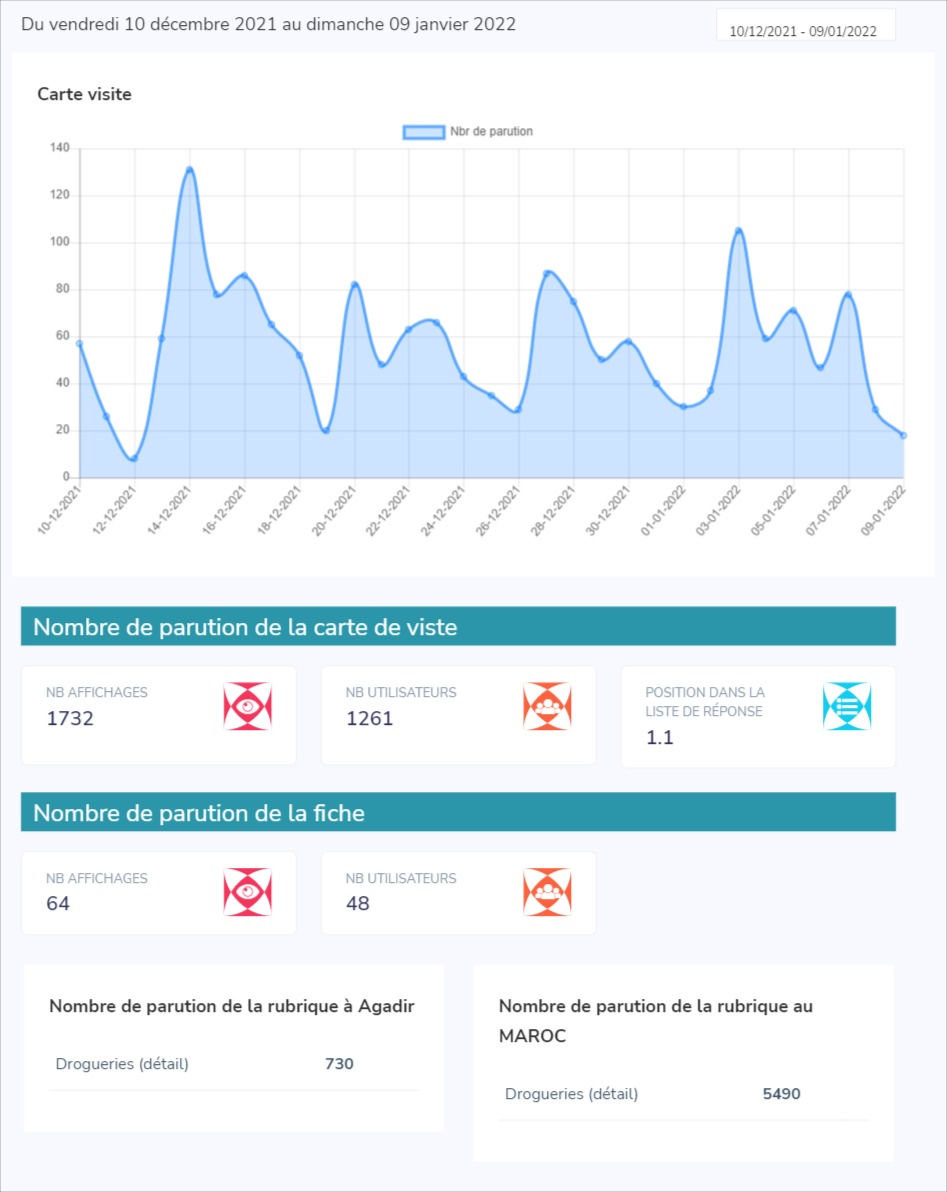 Du vendredi 10 décembre 2021 au dimanche 09 janvier 2022
10/12/2021 - 09/01/2022
Carte visite
Nbr de parution
140
120
100
80
60
40
20
0
10-12-2021
12-12-2021
14-12-2021
16-12-2021
18-12-2021
20-12-2021
22-12-2021
24-12-2021
26-12-2021
28-12-2021
30-12-2021
01-01-2022
03-01-2022
05-01-2022
07-01-2022
09-01-2022
Nombre de parution de la carte de viste
NB AFFICHAGES
1732
NB UTILISATEURS
1261
POSITION DANS LA
LISTE DE RÉPONSE
1.1
Nombre de parution de la fiche
NB AFFICHAGES
64
NB UTILISATEURS
48
Nombre de parution de la rubrique à Agadir
Drogueries (détail) 730
Nombre de parution de la rubrique au
MAROC
Drogueries (détail) 5490